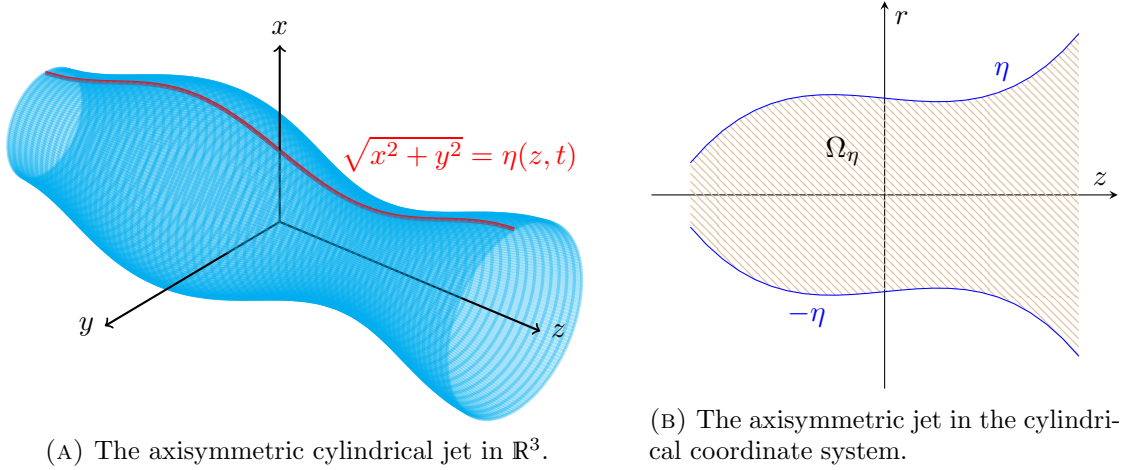 x
√(x² + y²) = η(z, t)
y
z
(A) The axisymmetric cylindrical jet in ℝ³.
r
η
Ω_η
z
−η
(B) The axisymmetric jet in the cylindri-
cal coordinate system.